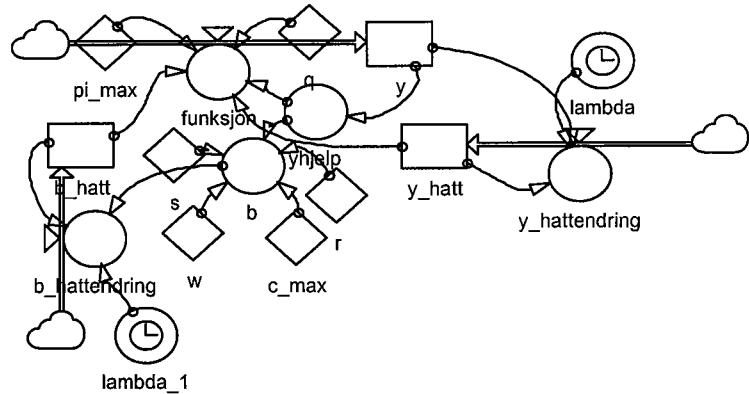 pi_max
q
y
funksjon
lambda
b_hatt
yhjelp
y_hatt
s
b
y_hattendring
r
w
c_max
b_hattendring
lambda_1